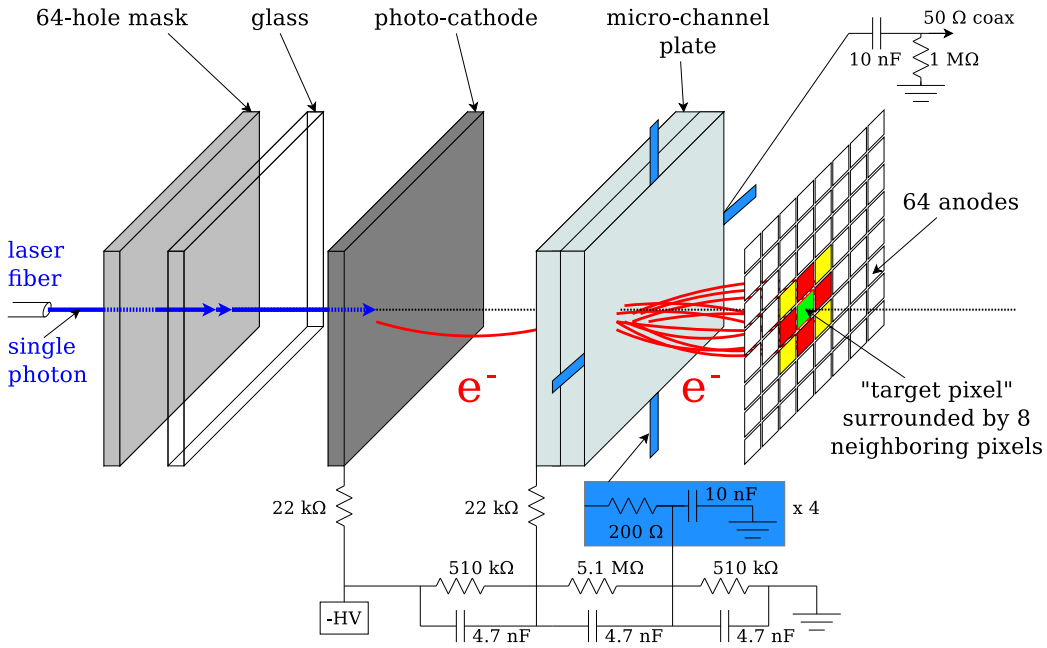 64-hole mask
glass
photo-cathode
micro-channel
plate
50 Ω coax
10 nF
1 MΩ
64 anodes
laser
fiber
single
photon
e-
e-
"target pixel"
surrounded by 8
neighboring pixels
22 kΩ
22 kΩ
10 nF
200 Ω
x 4
510 kΩ
5.1 MΩ
510 kΩ
-HV
4.7 nF
4.7 nF
4.7 nF